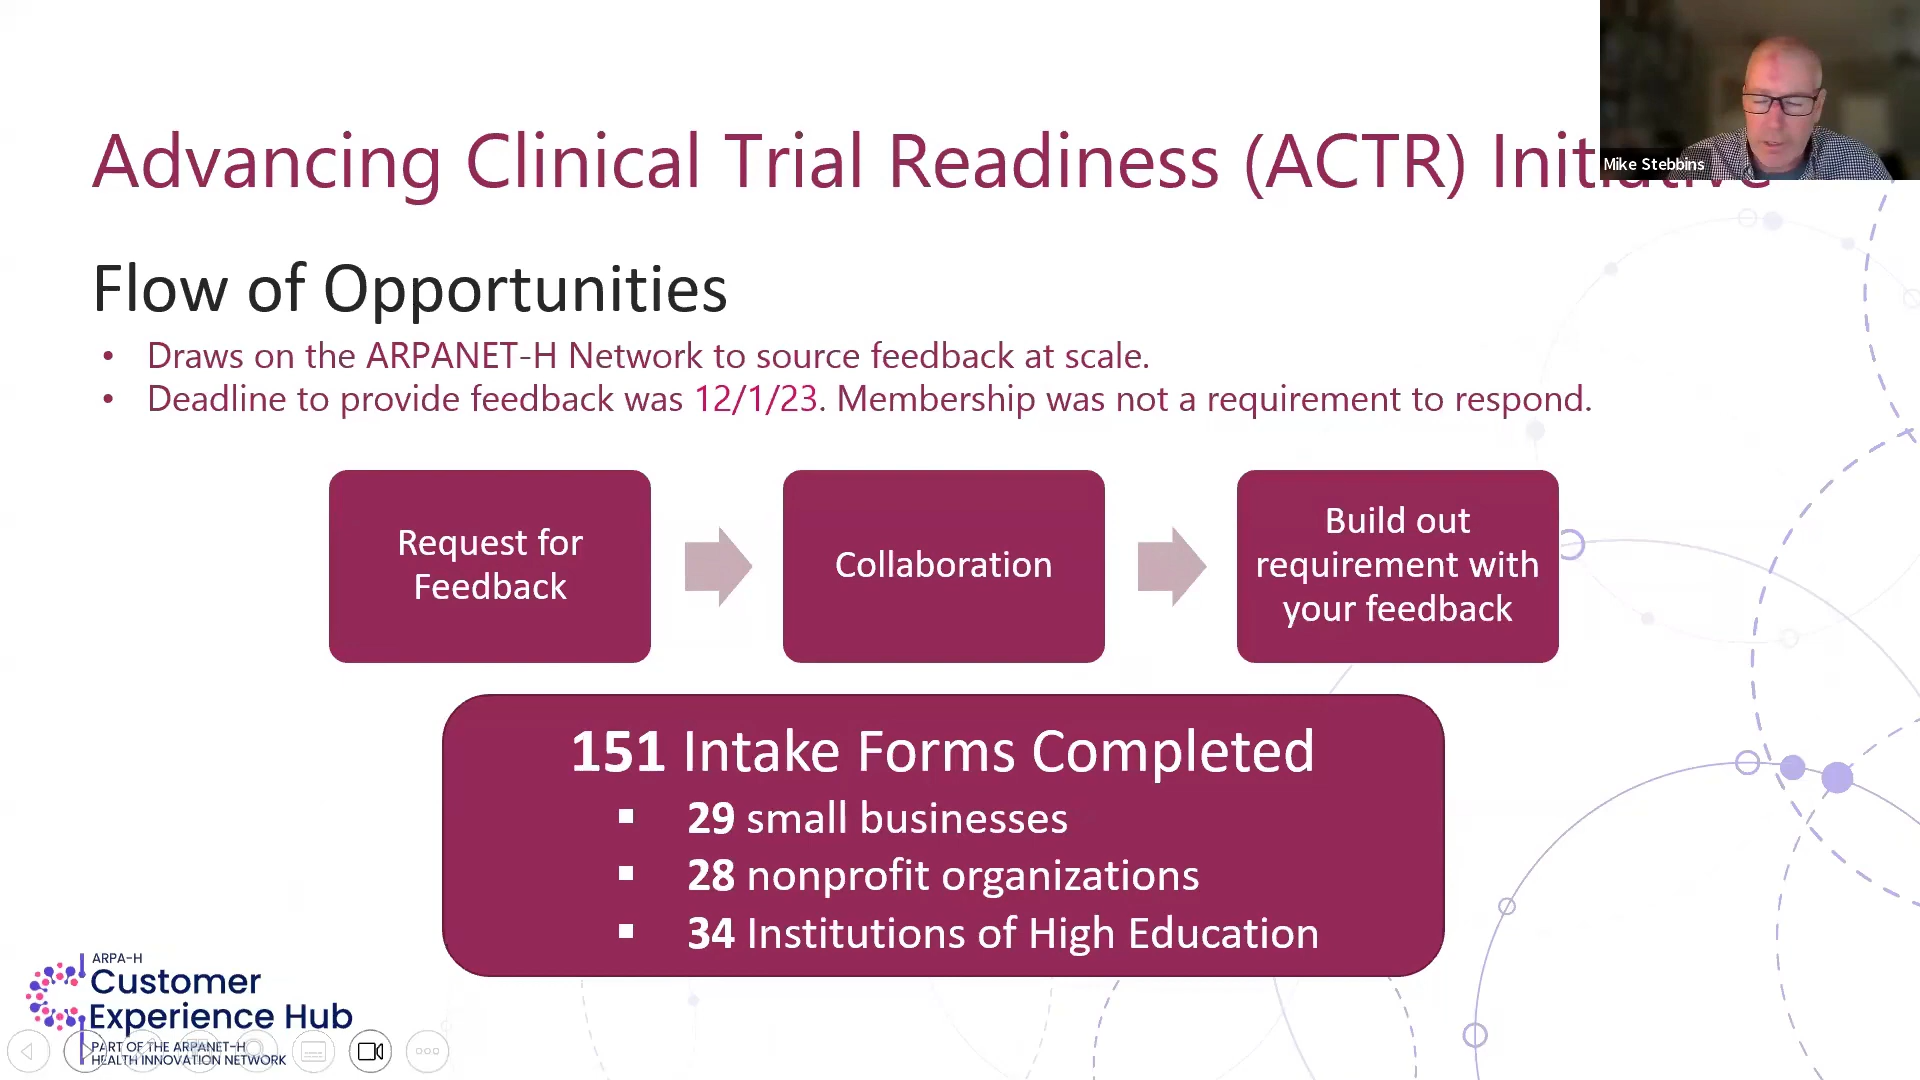 Advancing Clinical Trial Readiness (ACTR) Initiative
Mike Stebbins
Flow of Opportunities
• Draws on the ARPANET-H Network to source feedback at scale.
• Deadline to provide feedback was 12/1/23. Membership was not a requirement to respond.
Request for
Feedback
Collaboration
Build out
requirement with
your feedback
151 Intake Forms Completed
▪ 29 small businesses
▪ 28 nonprofit organizations
▪ 34 Institutions of High Education
ARPA-H
Customer
Experience Hub
PART OF THE ARPANET-H
HEALTH INNOVATION NETWORK